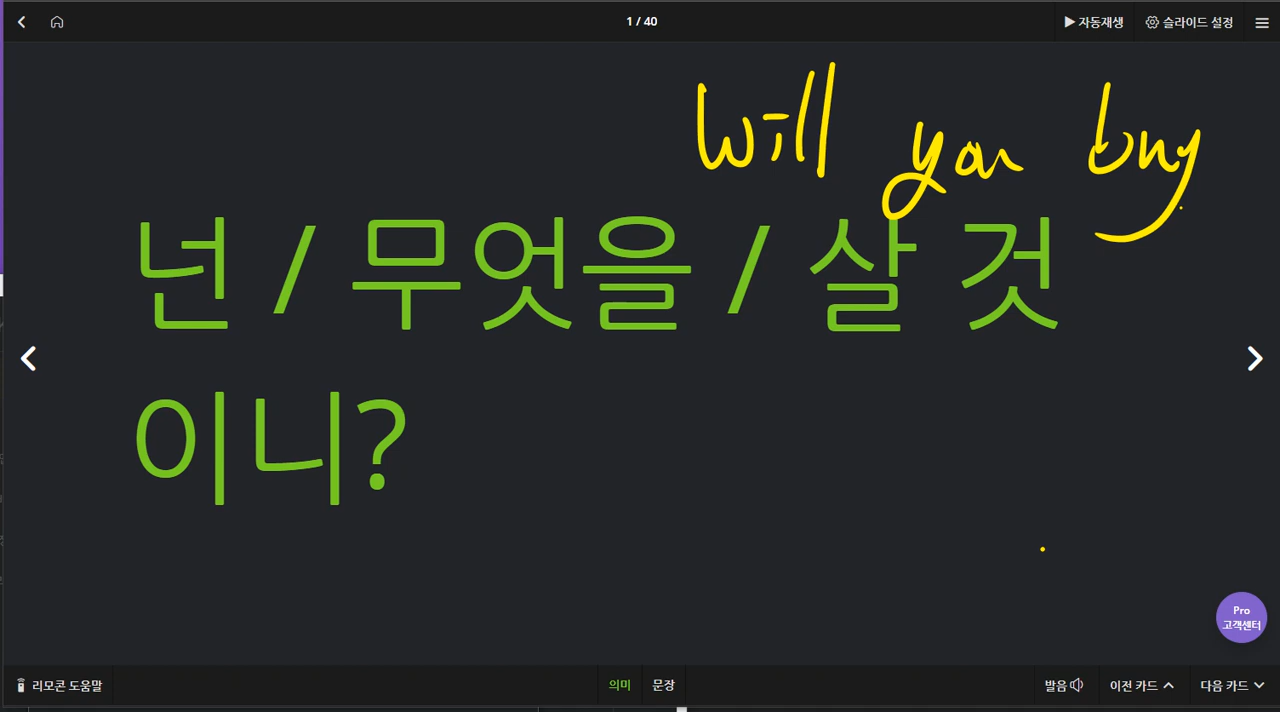 1 / 40
자동재생
슬라이드 설정
will you buy
넌 / 무엇을 / 살 것
이니?
Pro
고객센터
리모콘 도움말
의미
문장
발음
이전 카드
다음 카드